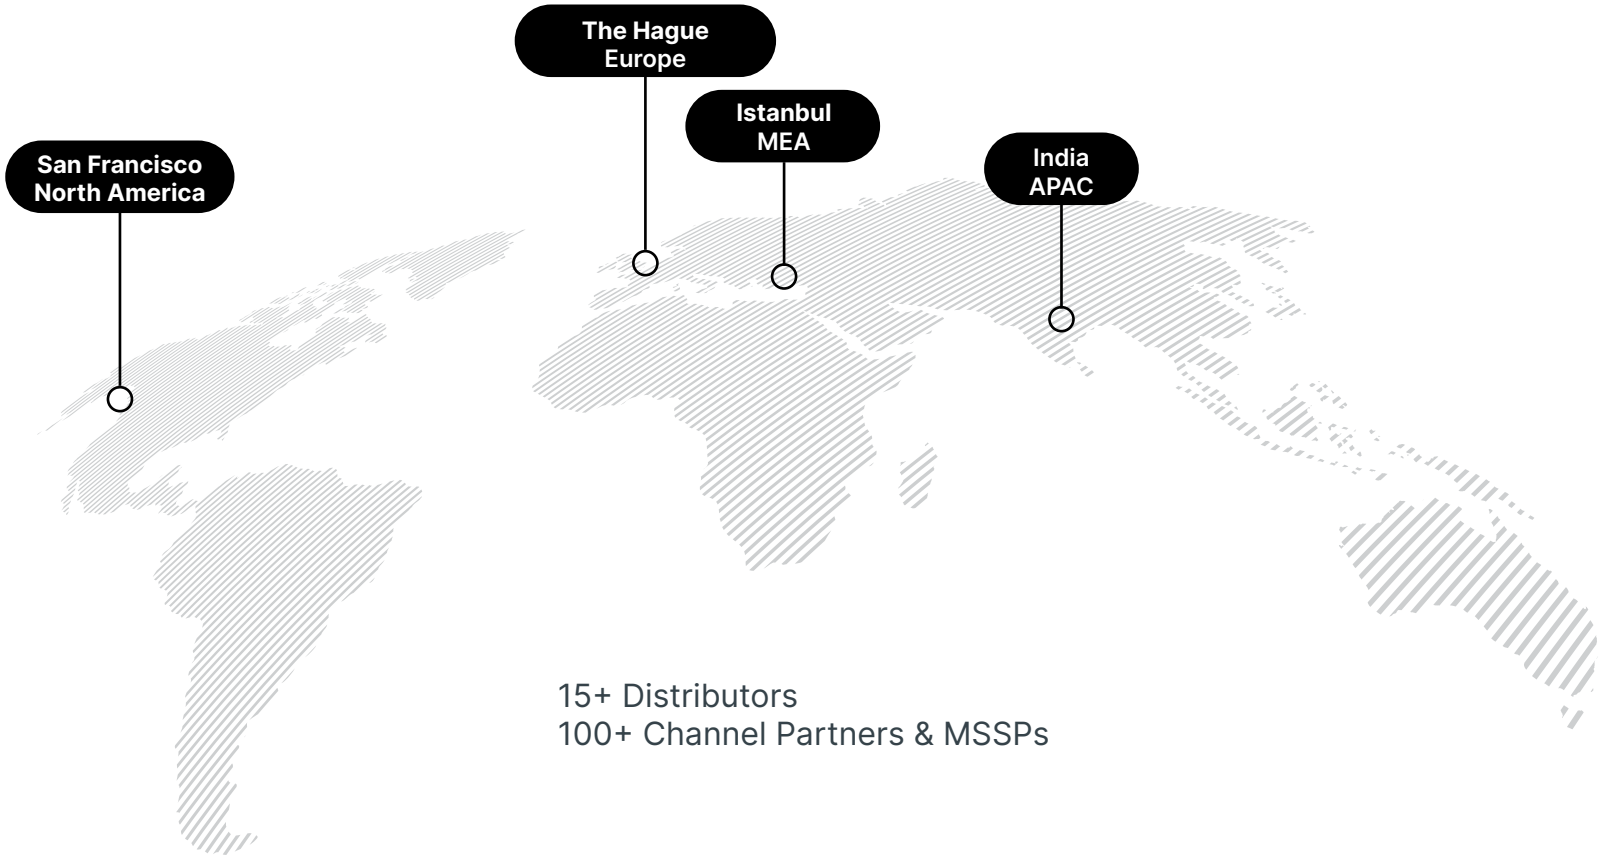 The Hague
Europe
Istanbul
MEA
India
APAC
San Francisco
North America
15+ Distributors
100+ Channel Partners & MSSPs